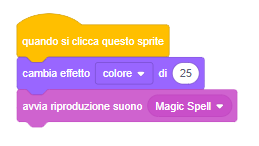 quando si clicca questo sprite
cambia effetto colore di 25
avvia riproduzione suono Magic Spell